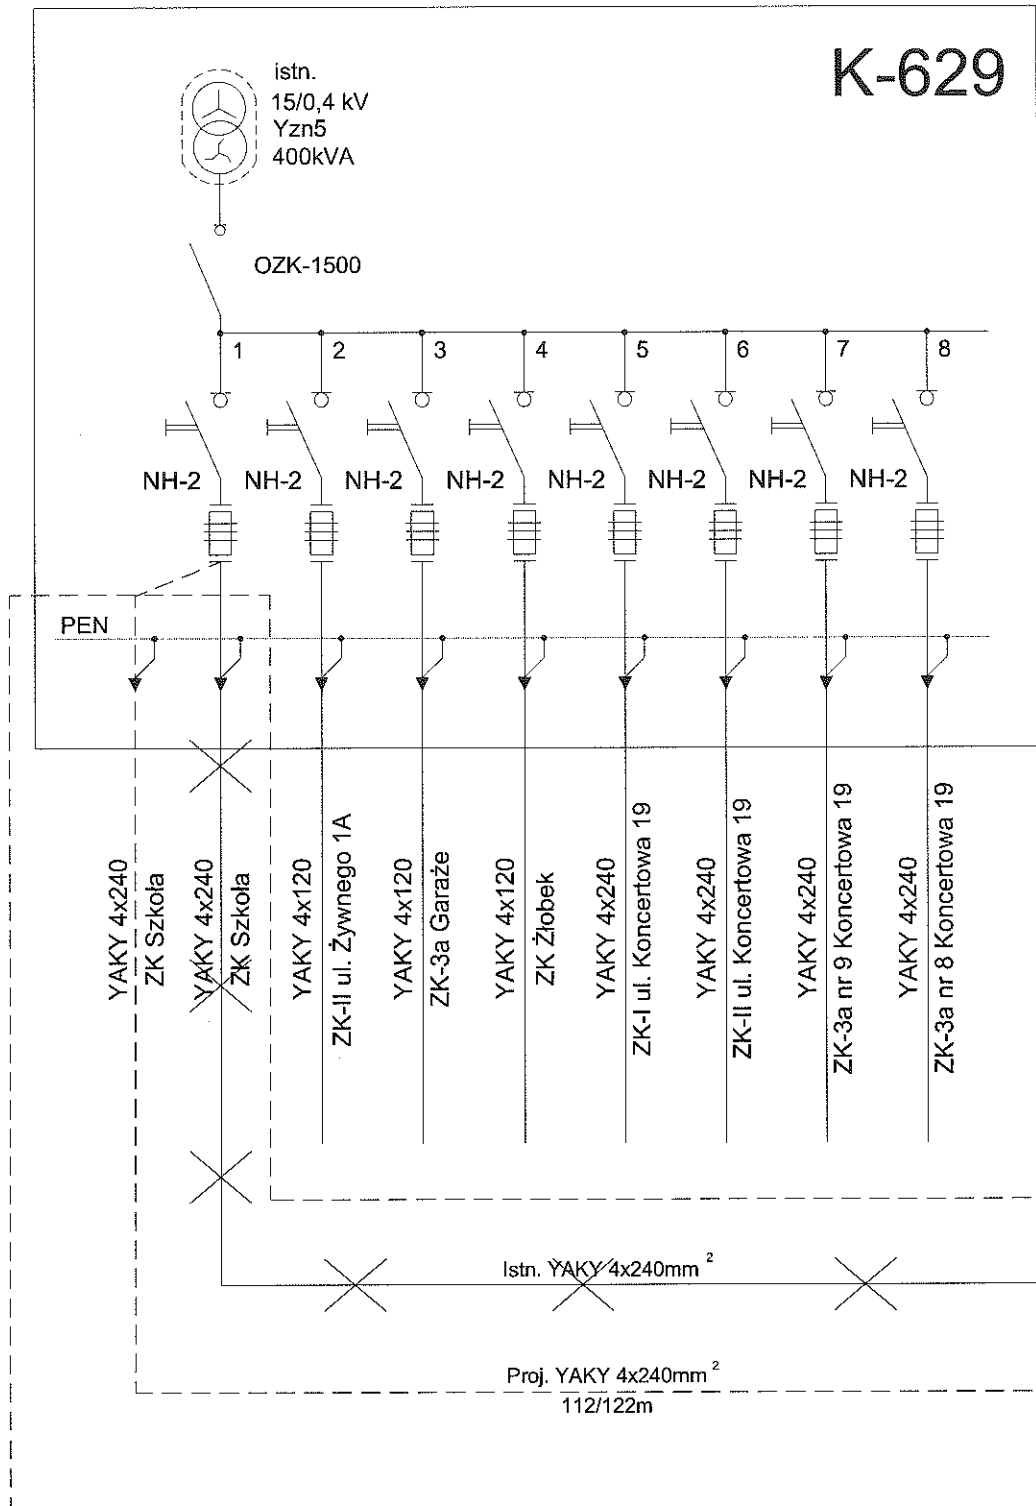 K-629
istn.
15/0,4 kV
Yzn5
400kVA
OZK-1500
1 2 3 4 5 6 7 8
NH-2 NH-2 NH-2 NH-2 NH-2 NH-2 NH-2 NH-2
PEN
YAKY 4x240
ZK Szkoła
YAKY 4x240
ZK Szkoła
YAKY 4x120
ZK-II ul. Żywnego 1A
YAKY 4x120
ZK-3a Garaże
YAKY 4x120
ZK Żłobek
YAKY 4x240
ZK-I ul. Koncertowa 19
YAKY 4x240
ZK-II ul. Koncertowa 19
YAKY 4x240
ZK-3a nr 9 Koncertowa 19
YAKY 4x240
ZK-3a nr 8 Koncertowa 19
Istn. YAKY 4x240mm²
Proj. YAKY 4x240mm²
112/122m